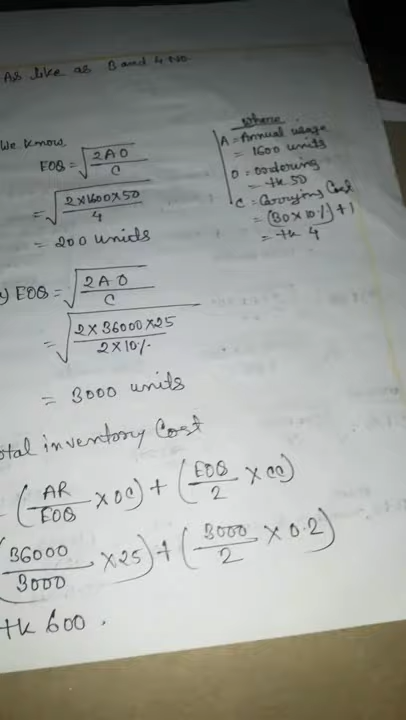 As like as B and 4 No.
We know,
EOQ = √(2AO / C)
= √(2×1600×50 / 4)
= 200 units
where
A = Annual usage
= 1600 units
O = oodering
= tk 50
C = Carrying Cost
= (30×10%) + 1
= tk 4
) EOQ = √(2AO / C)
= √(2×36000×25 / 2×10%)
= 3000 units
otal inventory Cost
= (AR / EOQ × OC) + (EOQ / 2 × CC)
(36000 / 3000 × 25) + (3000 / 2 × 0.2)
tk 600.